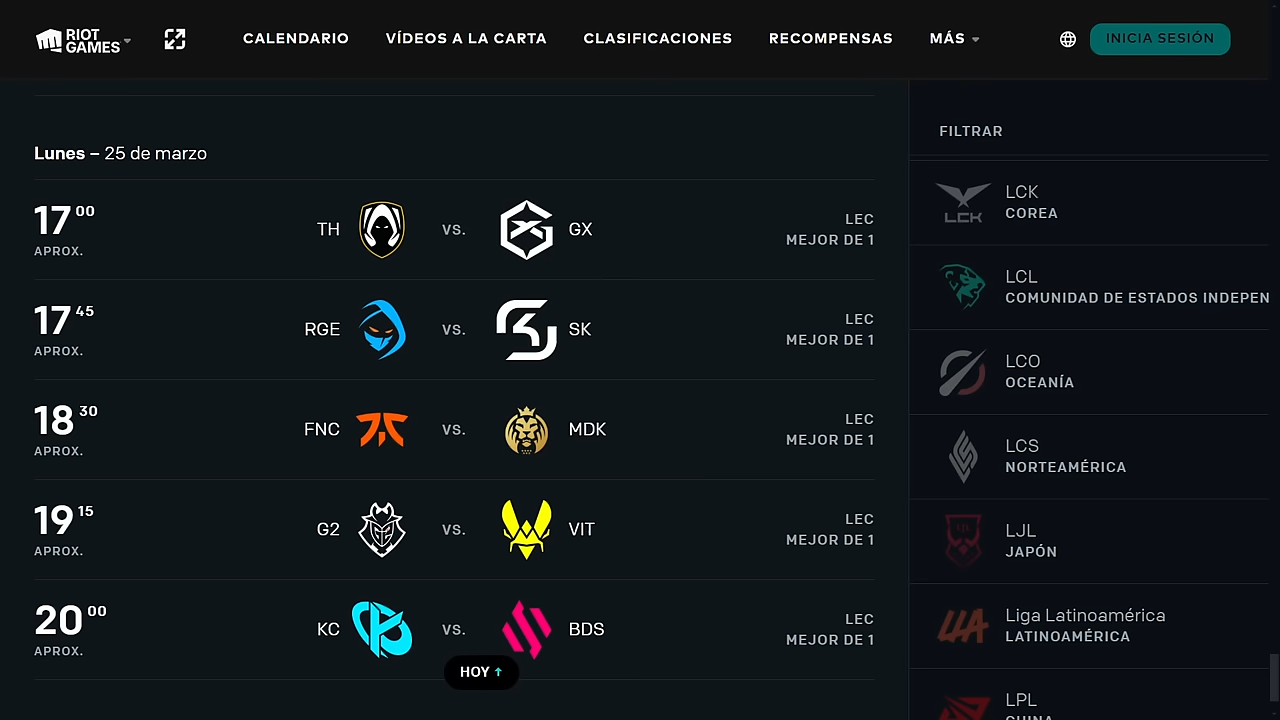 RIOT GAMES
CALENDARIO
VÍDEOS A LA CARTA
CLASIFICACIONES
RECOMPENSAS
MÁS
INICIA SESIÓN
Lunes – 25 de marzo
17 00
APROX.
TH vs. GX
LEC
MEJOR DE 1
17 45
APROX.
RGE vs. SK
LEC
MEJOR DE 1
18 30
APROX.
FNC vs. MDK
LEC
MEJOR DE 1
19 15
APROX.
G2 vs. VIT
LEC
MEJOR DE 1
20 00
APROX.
KC vs. BDS
LEC
MEJOR DE 1
HOY ↑
FILTRAR
LCK
LCK
COREA
LCL
COMUNIDAD DE ESTADOS INDEPEN
LCO
OCEANÍA
LCS
NORTEAMÉRICA
LJL
JAPÓN
LLA
Liga Latinoamérica
LATINOAMÉRICA
LPL
CHINA